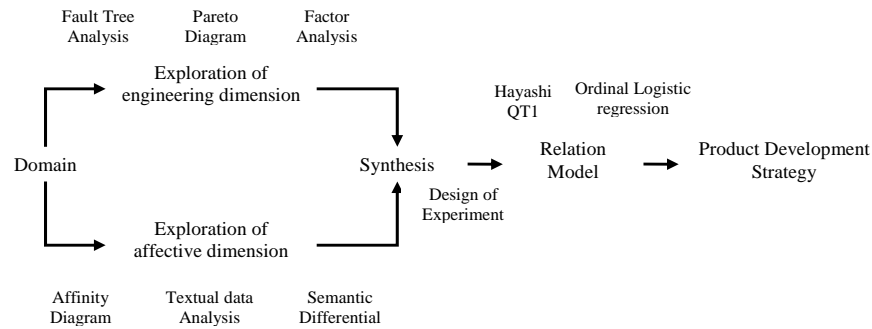 Fault Tree
Analysis
Pareto
Diagram
Factor
Analysis
Exploration of
engineering dimension
Hayashi
QT1
Ordinal Logistic
regression
Domain
Synthesis
Relation
Model
Product Development
Strategy
Design of
Experiment
Exploration of
affective dimension
Affinity
Diagram
Textual data
Analysis
Semantic
Differential